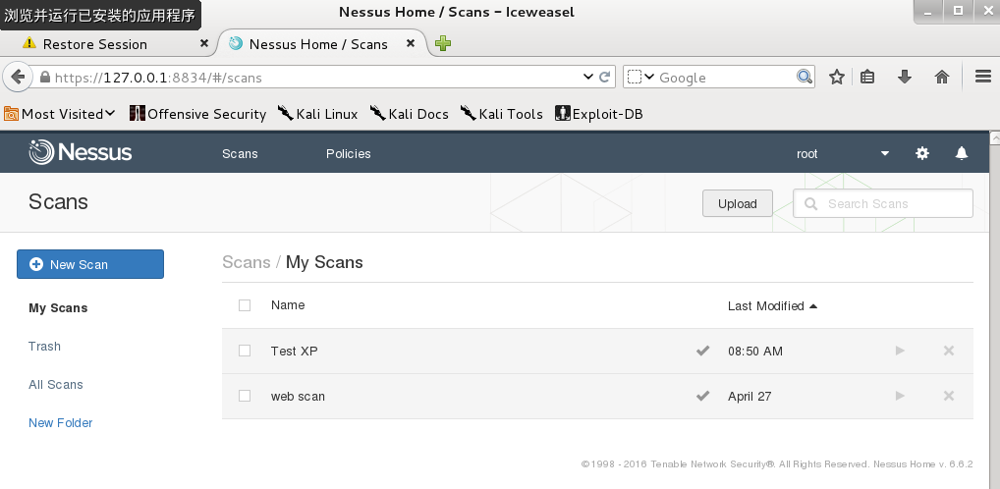 浏览并运行已安装的应用程序
Nessus Home / Scans - Iceweasel
Restore Session
Nessus Home / Scans
https://127.0.0.1:8834/#/scans
Google
Most Visited
Offensive Security
Kali Linux
Kali Docs
Kali Tools
Exploit-DB
Nessus
Scans
Policies
root
Scans
Upload
Search Scans
New Scan
Scans / My Scans
My Scans
Name
Last Modified
Trash
Test XP
08:50 AM
All Scans
web scan
April 27
New Folder
© 1998 - 2016 Tenable Network Security®. All Rights Reserved. Nessus Home v. 6.6.2